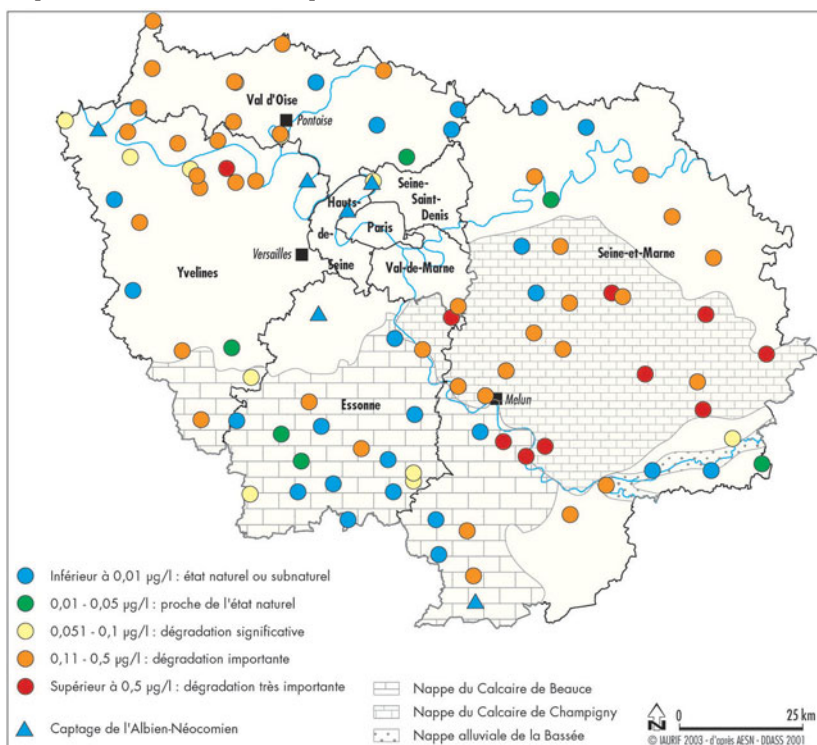 Val d'Oise
Pontoise
Seine-
Saint-
Denis
Hauts-
de-
Seine
Paris
Versailles
Yvelines
Val-de-Marne
Seine-et-Marne
Essonne
Melun
Inférieur à 0,01 µg/l : état naturel ou subnaturel
0,01 - 0,05 µg/l : proche de l'état naturel
0,051 - 0,1 µg/l : dégradation significative
0,11 - 0,5 µg/l : dégradation importante
Supérieur à 0,5 µg/l : dégradation très importante
Captage de l'Albien-Néocomien
Nappe du Calcaire de Beauce
Nappe du Calcaire de Champigny
Nappe alluviale de la Bassée
N
0 25 km
© IAURIF 2003 - d'après AESN - DDASS 2001